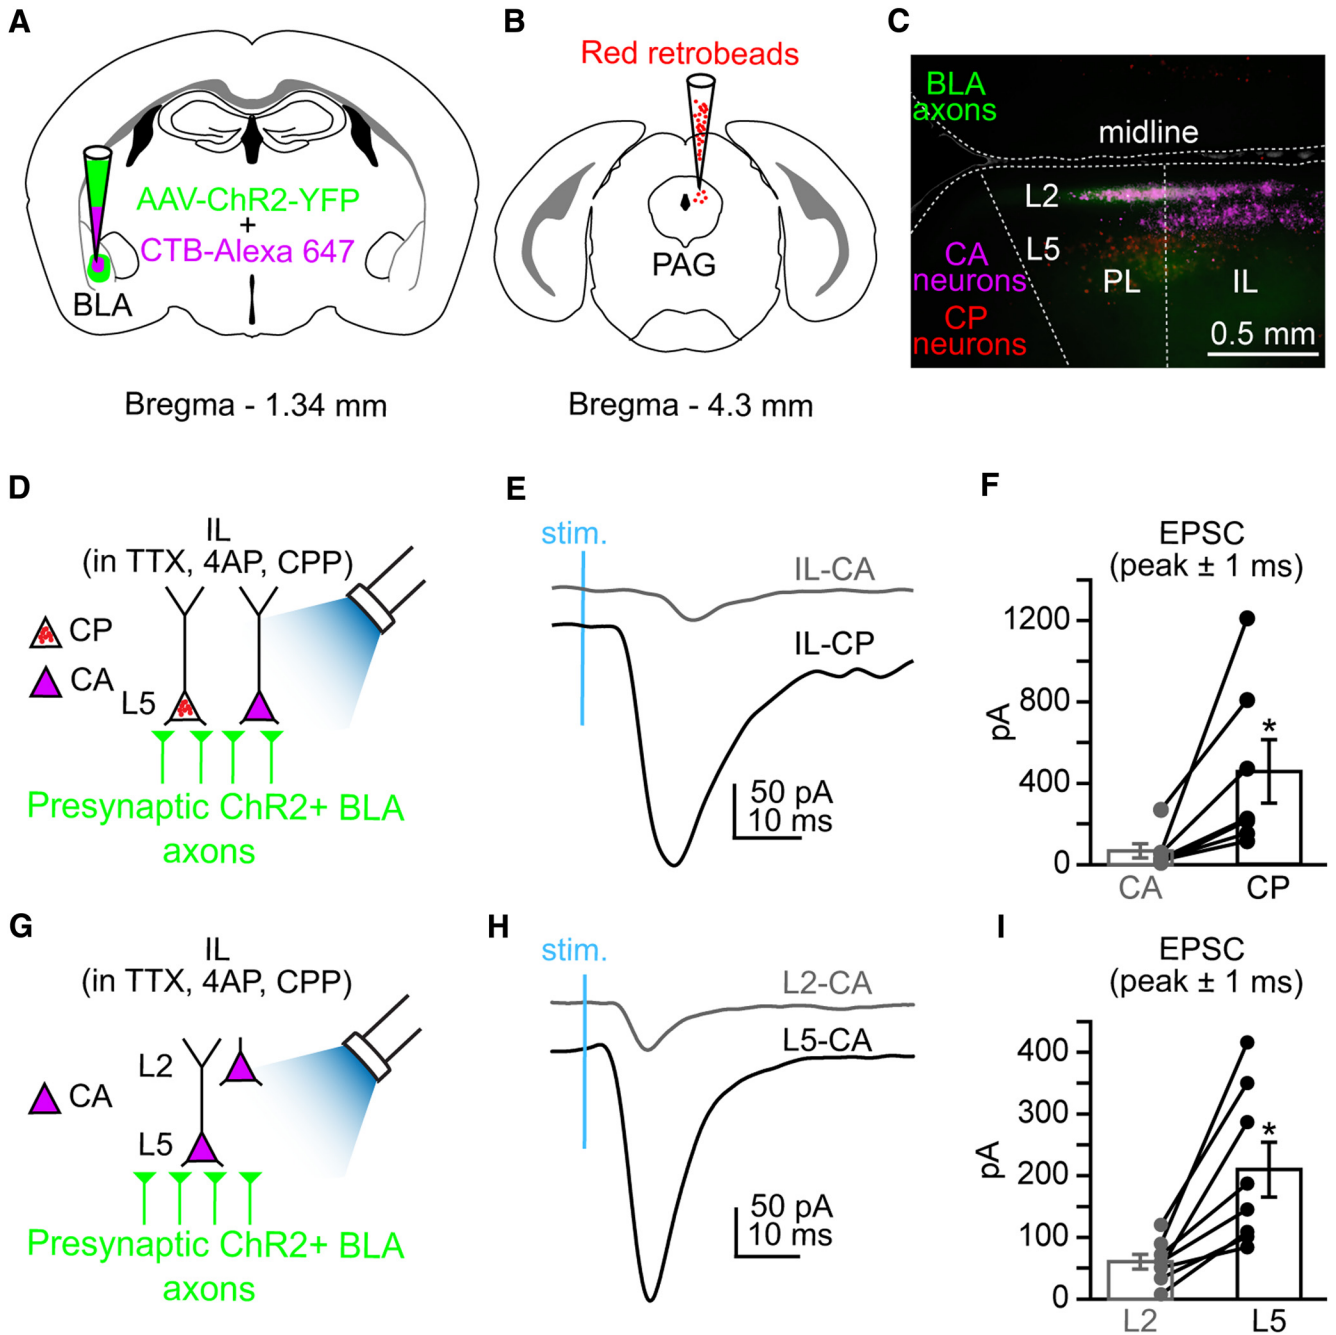 A
AAV-ChR2-YFP
+
CTB-Alexa 647
BLA
Bregma - 1.34 mm
B
Red retrobeads
PAG
Bregma - 4.3 mm
C
BLA
axons
midline
L2
L5
CA
neurons
PL
IL
CP
neurons
0.5 mm
D
IL
(in TTX, 4AP, CPP)
CP
CA
L5
Presynaptic ChR2+ BLA
axons
E
stim.
IL-CA
IL-CP
50 pA
10 ms
F
EPSC
(peak ± 1 ms)
1200
800
400
0
pA
*
CA
CP
G
IL
(in TTX, 4AP, CPP)
L2
CA
L5
Presynaptic ChR2+ BLA
axons
H
stim.
L2-CA
L5-CA
50 pA
10 ms
I
EPSC
(peak ± 1 ms)
400
300
200
100
0
pA
*
L2
L5